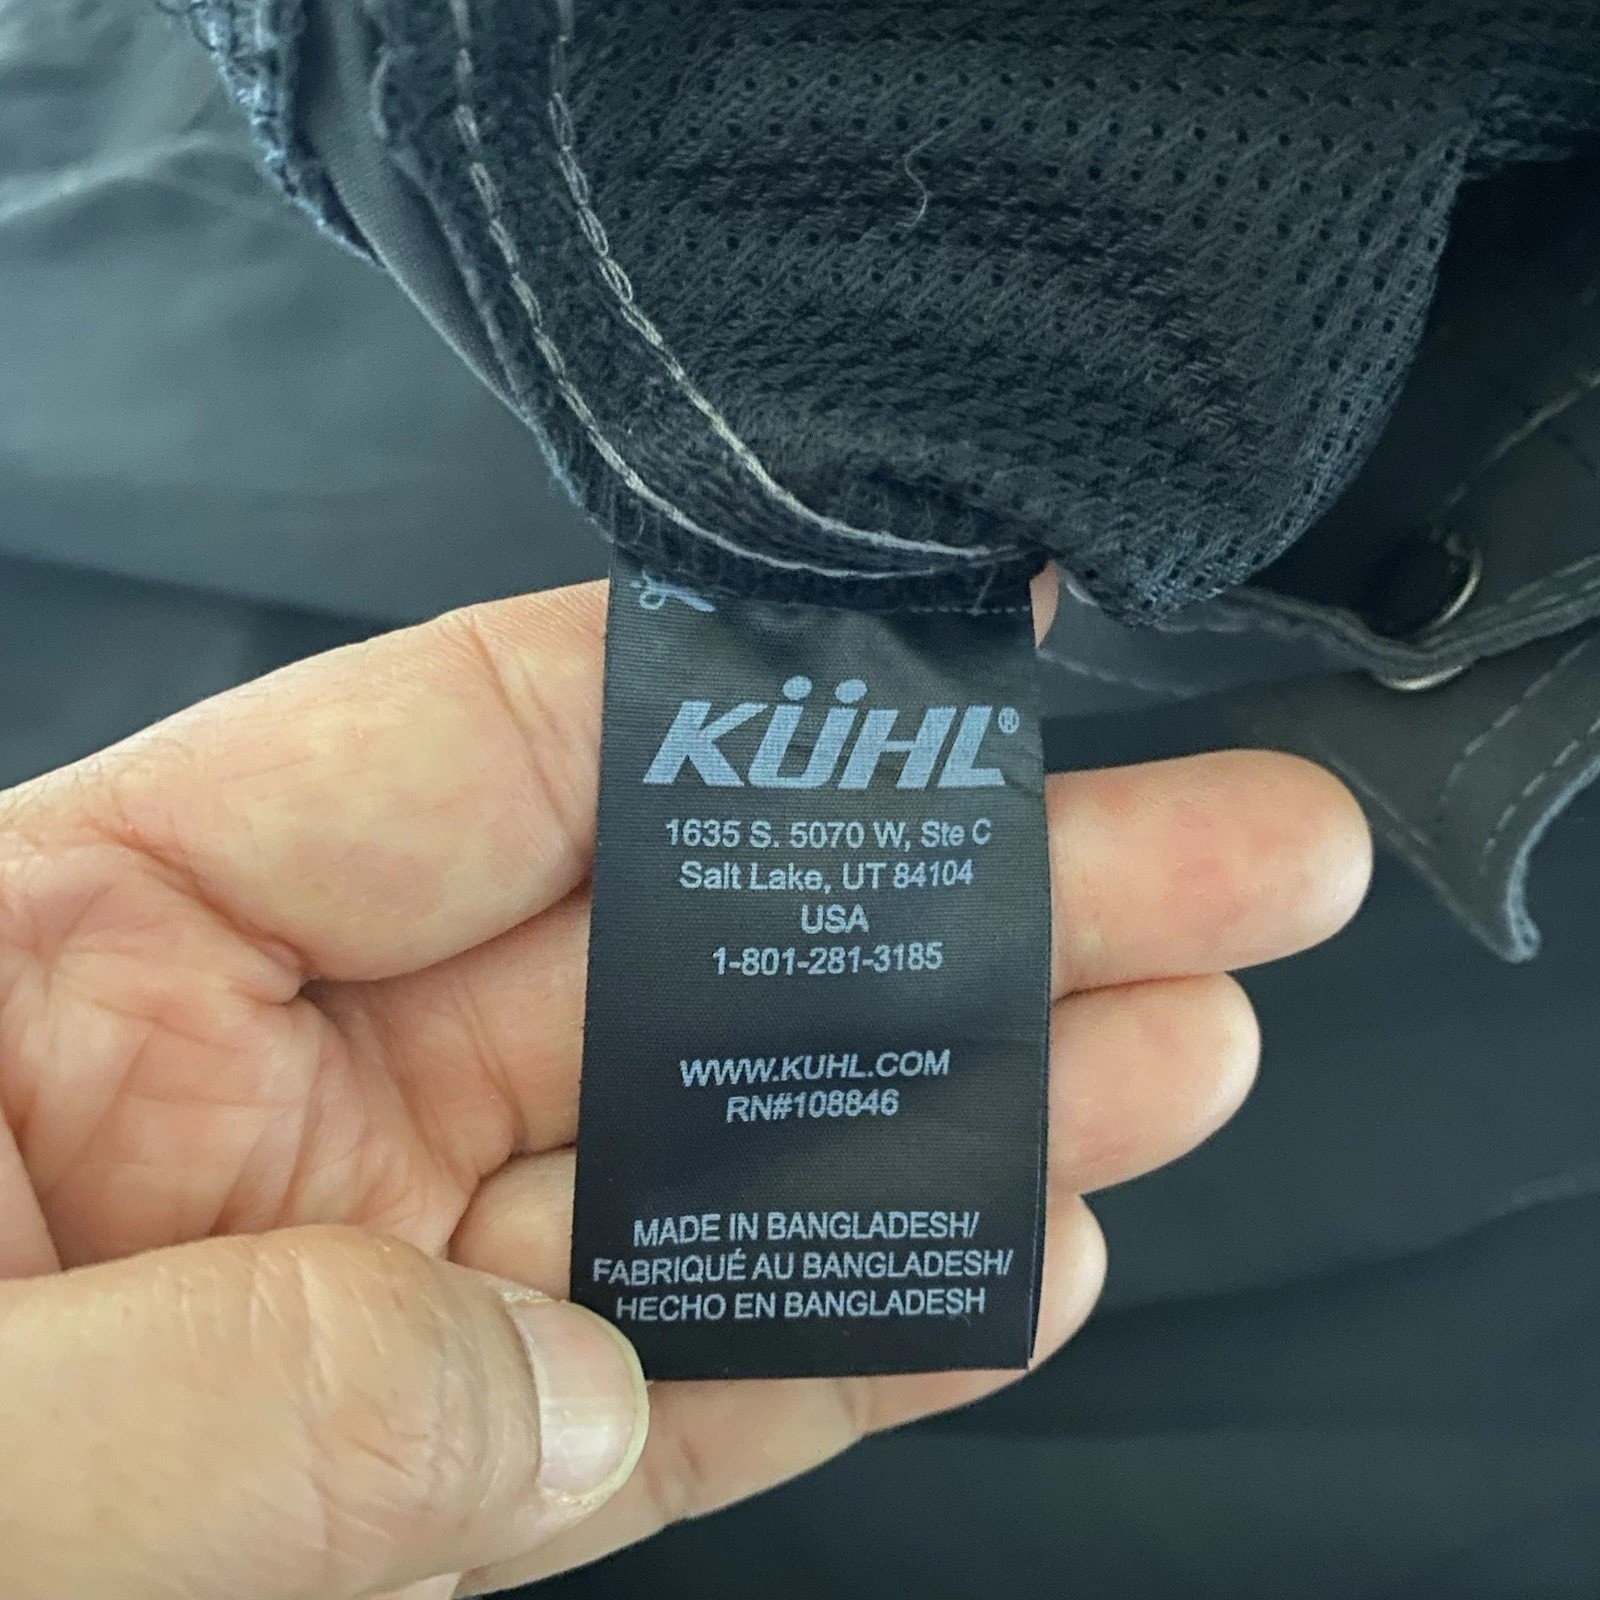 KÜHL®
1635 S. 5070 W, Ste C
Salt Lake, UT 84104
USA
1-801-281-3185
WWW.KUHL.COM
RN#108846
MADE IN BANGLADESH/
FABRIQUÉ AU BANGLADESH/
HECHO EN BANGLADESH